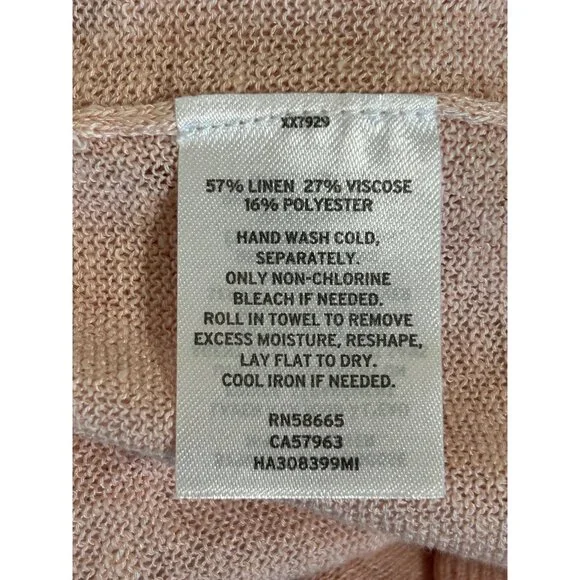 XX7929
57% LINEN 27% VISCOSE
16% POLYESTER
HAND WASH COLD,
SEPARATELY.
ONLY NON-CHLORINE
BLEACH IF NEEDED.
ROLL IN TOWEL TO REMOVE
EXCESS MOISTURE, RESHAPE,
LAY FLAT TO DRY.
COOL IRON IF NEEDED.
RN58665
CA57963
HA308399MI